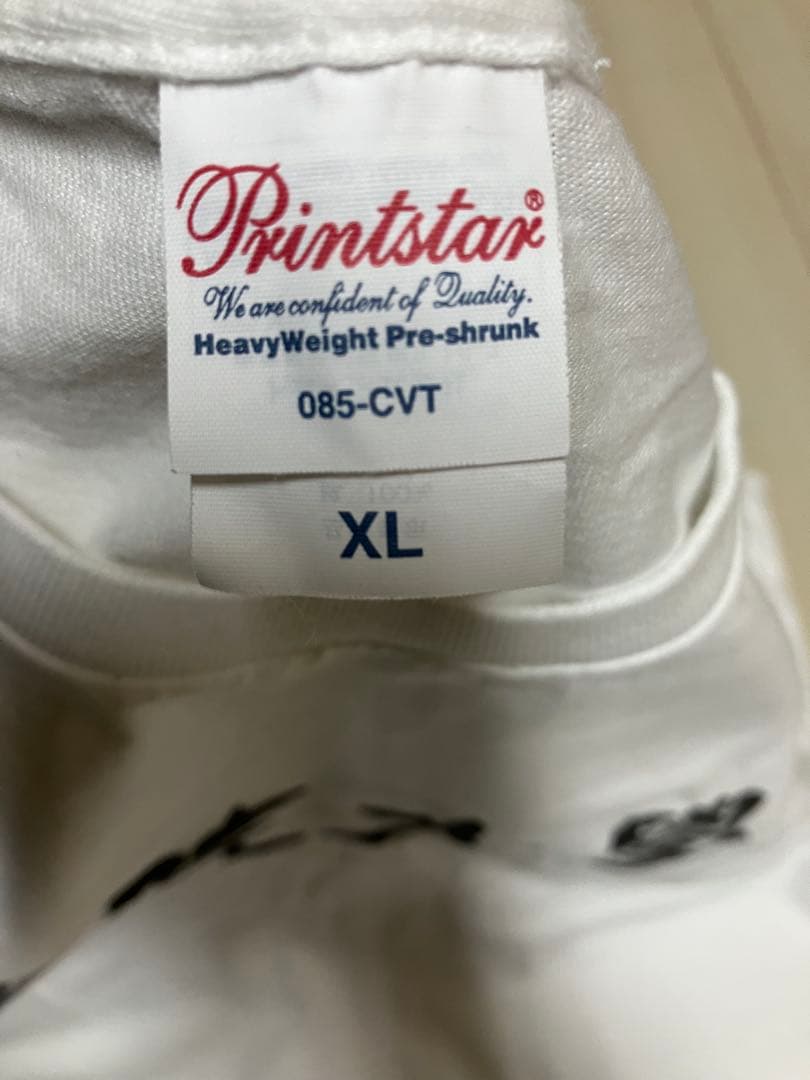 Printstar®
We are confident of Quality.
HeavyWeight Pre-shrunk
085-CVT
XL